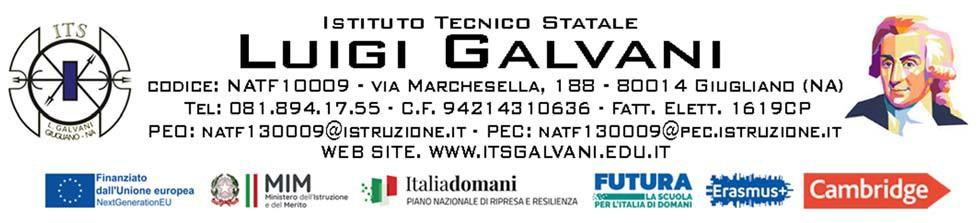 Istituto Tecnico Statale
Luigi Galvani
codice: NATF10009 - via Marchesella, 188 - 80014 Giugliano (NA)
Tel: 081.894.17.55 - C.F. 94214310636 - Fatt. Elett. 1619CP
PEO: natf130009@istruzione.it - PEC: natf130009@pec.istruzione.it
WEB SITE. WWW.ITSGALVANI.EDU.IT
ITS
L. GALVANI
GIUGLIANO - NA
Finanziato
dall'Unione europea
NextGenerationEU
MIM
Ministero dell'Istruzione
e del Merito
Italiadomani
PIANO NAZIONALE DI RIPRESA E RESILIENZA
FUTURA
LA SCUOLA
PER L'ITALIA DI DOMANI
Erasmus+
Cambridge